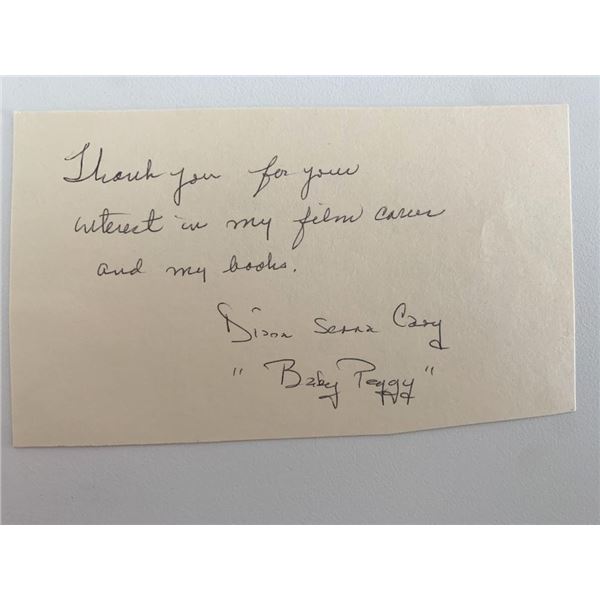 Thank you for your
interest in my film career
and my books.
Diana Serra Cary
"Baby Peggy"